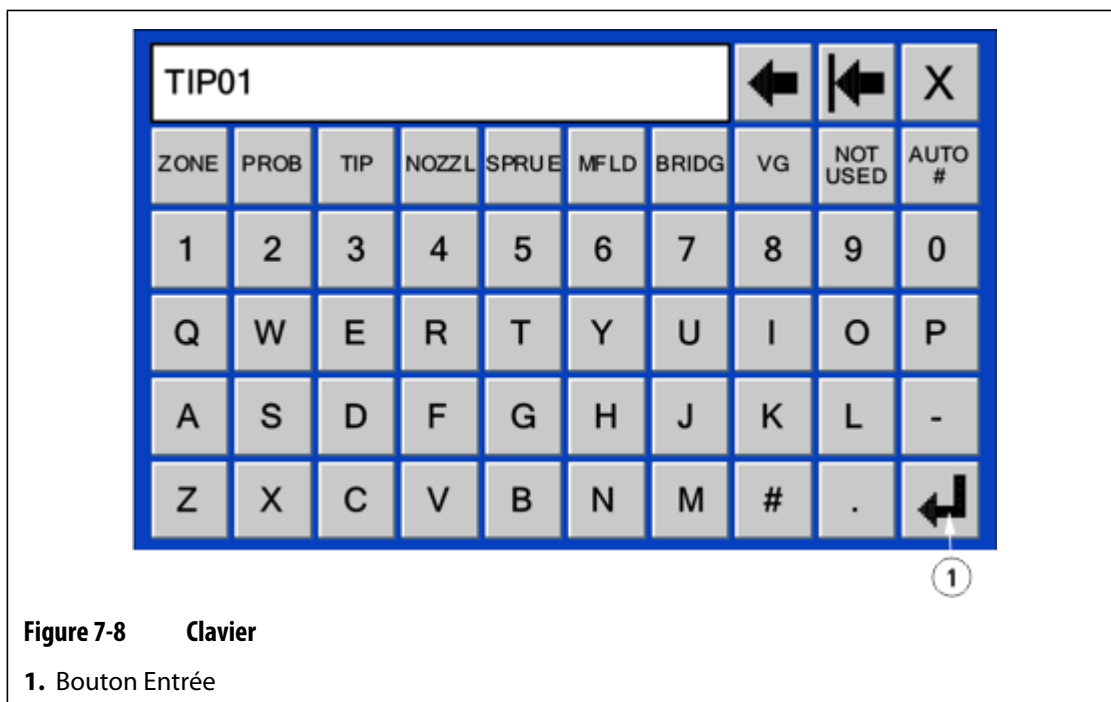 TIP01 X
ZONE PROB TIP NOZZL SPRUE MFLD BRIDG VG NOT USED AUTO #
1 2 3 4 5 6 7 8 9 0
Q W E R T Y U I O P
A S D F G H J K L -
Z X C V B N M # .
1
Figure 7-8 Clavier
1. Bouton Entrée